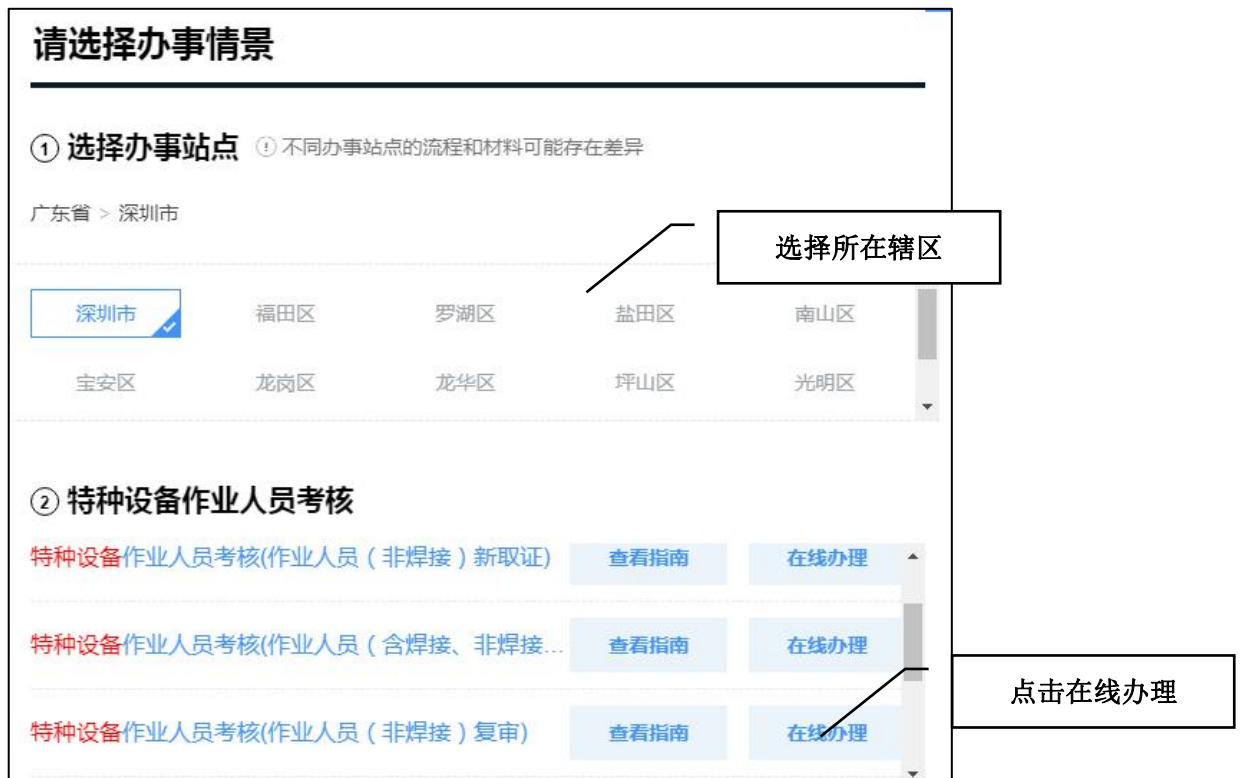 请选择办事情景
① 选择办事站点 ! 不同办事站点的流程和材料可能存在差异
广东省 > 深圳市
选择所在辖区
深圳市 福田区 罗湖区 盐田区 南山区
宝安区 龙岗区 龙华区 坪山区 光明区
② 特种设备作业人员考核
特种设备作业人员考核(作业人员（非焊接）新取证) 查看指南 在线办理
特种设备作业人员考核(作业人员（含焊接、非焊接... 查看指南 在线办理
点击在线办理
特种设备作业人员考核(作业人员（非焊接）复审) 查看指南 在线办理